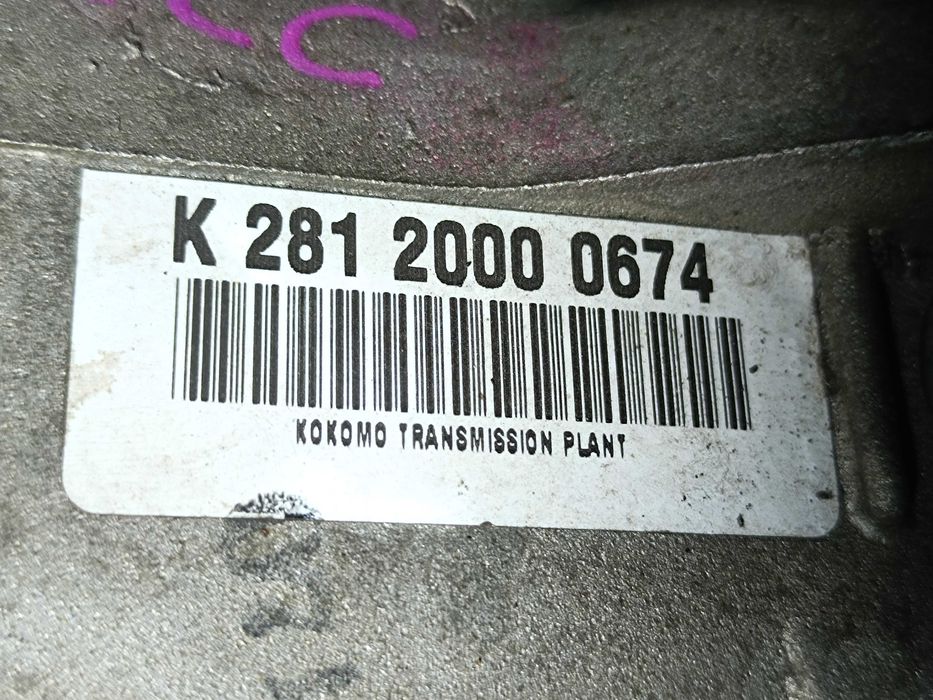 K 281 2000 0674
KOKOMO TRANSMISSION PLANT